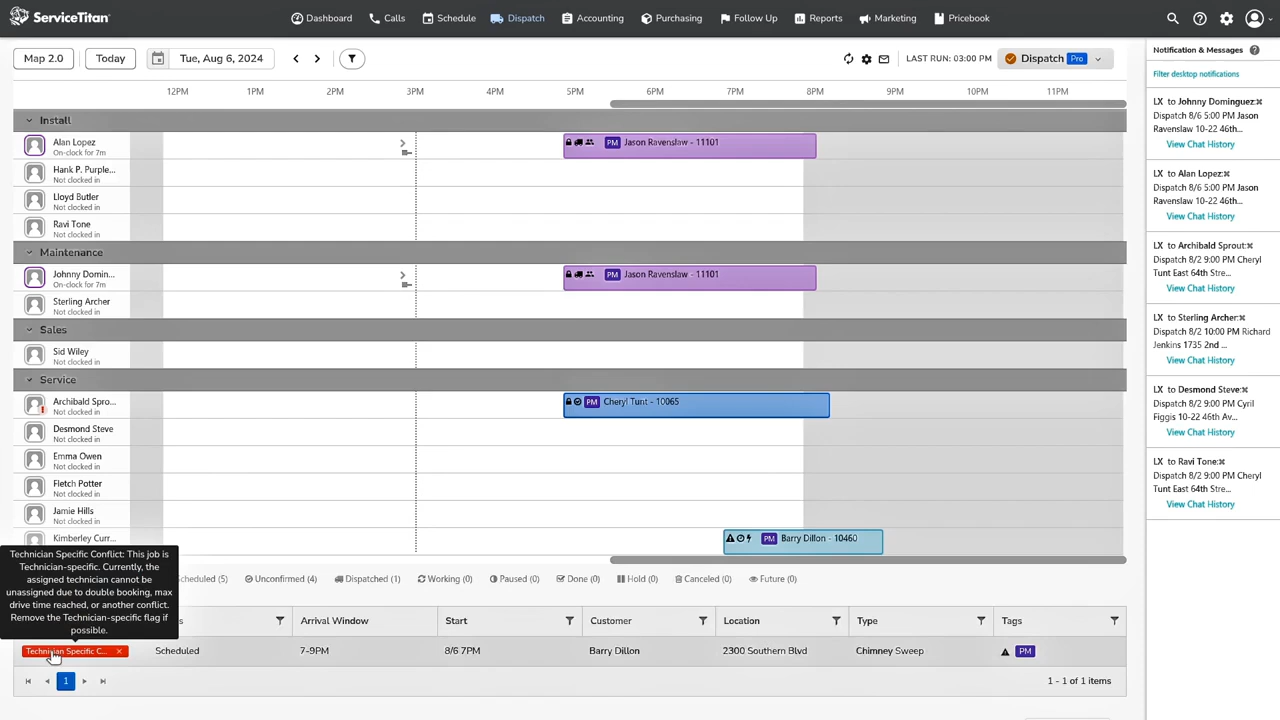 ServiceTitan
Dashboard
Calls
Schedule
Dispatch
Accounting
Purchasing
Follow Up
Reports
Marketing
Pricebook
Map 2.0
Today
Tue, Aug 6, 2024
LAST RUN: 03:00 PM
Dispatch Pro
12PM 1PM 2PM 3PM 4PM 5PM 6PM 7PM 8PM 9PM 10PM 11PM
Install
Alan Lopez
On-clock for 7m
PM Jason Ravenslaw - 11101
Hank P. Purple...
Not clocked in
Lloyd Butler
Not clocked in
Ravi Tone
Not clocked in
Maintenance
Johnny Domin...
On-clock for 7m
PM Jason Ravenslaw - 11101
Sterling Archer
Not clocked in
Sales
Sid Wiley
Not clocked in
Service
Archibald Spro...
Not clocked in
PM Cheryl Tunt - 10065
Desmond Steve
Not clocked in
Emma Owen
Not clocked in
Fletch Potter
Not clocked in
Jamie Hills
Not clocked in
Kimberley Curr...
PM Barry Dillon - 10460
Technician Specific Conflict: This job is
Technician-specific. Currently, the
assigned technician cannot be
unassigned due to double booking, max
drive time reached, or another conflict.
Remove the Technician-specific flag if
possible.
Scheduled (5)
Unconfirmed (4)
Dispatched (1)
Working (0)
Paused (0)
Done (0)
Hold (0)
Canceled (0)
Future (0)
Arrival Window Start Customer Location Type Tags
Technician Specific C... × Scheduled 7-9PM 8/6 7PM Barry Dillon 2300 Southern Blvd Chimney Sweep PM
1
1 - 1 of 1 items
Notification & Messages
Filter desktop notifications
LX to Johnny Dominguez:
Dispatch 8/6 5:00 PM Jason
Ravenslaw 10-22 46th...
View Chat History
LX to Alan Lopez:
Dispatch 8/6 5:00 PM Jason
Ravenslaw 10-22 46th...
View Chat History
LX to Archibald Sprout:
Dispatch 8/2 9:00 PM Cheryl
Tunt East 64th Stre...
View Chat History
LX to Sterling Archer:
Dispatch 8/2 10:00 PM Richard
Jenkins 1735 2nd ...
View Chat History
LX to Desmond Steve:
Dispatch 8/2 9:00 PM Cyril
Figgis 10-22 46th Av...
View Chat History
LX to Ravi Tone:
Dispatch 8/2 9:00 PM Cheryl
Tunt East 64th Stre...
View Chat History